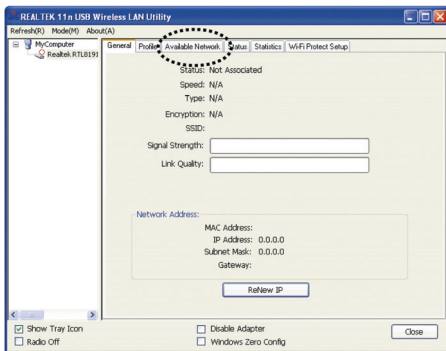 REALTEK 11n USB Wireless LAN Utility
Refresh(R) Mode(M) About(A)
MyComputer
Realtek RTL8191
General Profile Available Network Status Statistics Wi-Fi Protect Setup
Status: Not Associated
Speed: N/A
Type: N/A
Encryption: N/A
SSID:
Signal Strength:
Link Quality:
Network Address:
MAC Address:
IP Address: 0.0.0.0
Subnet Mask: 0.0.0.0
Gateway:
ReNew IP
Show Tray Icon
Radio Off
Disable Adapter
Windows Zero Config
Close